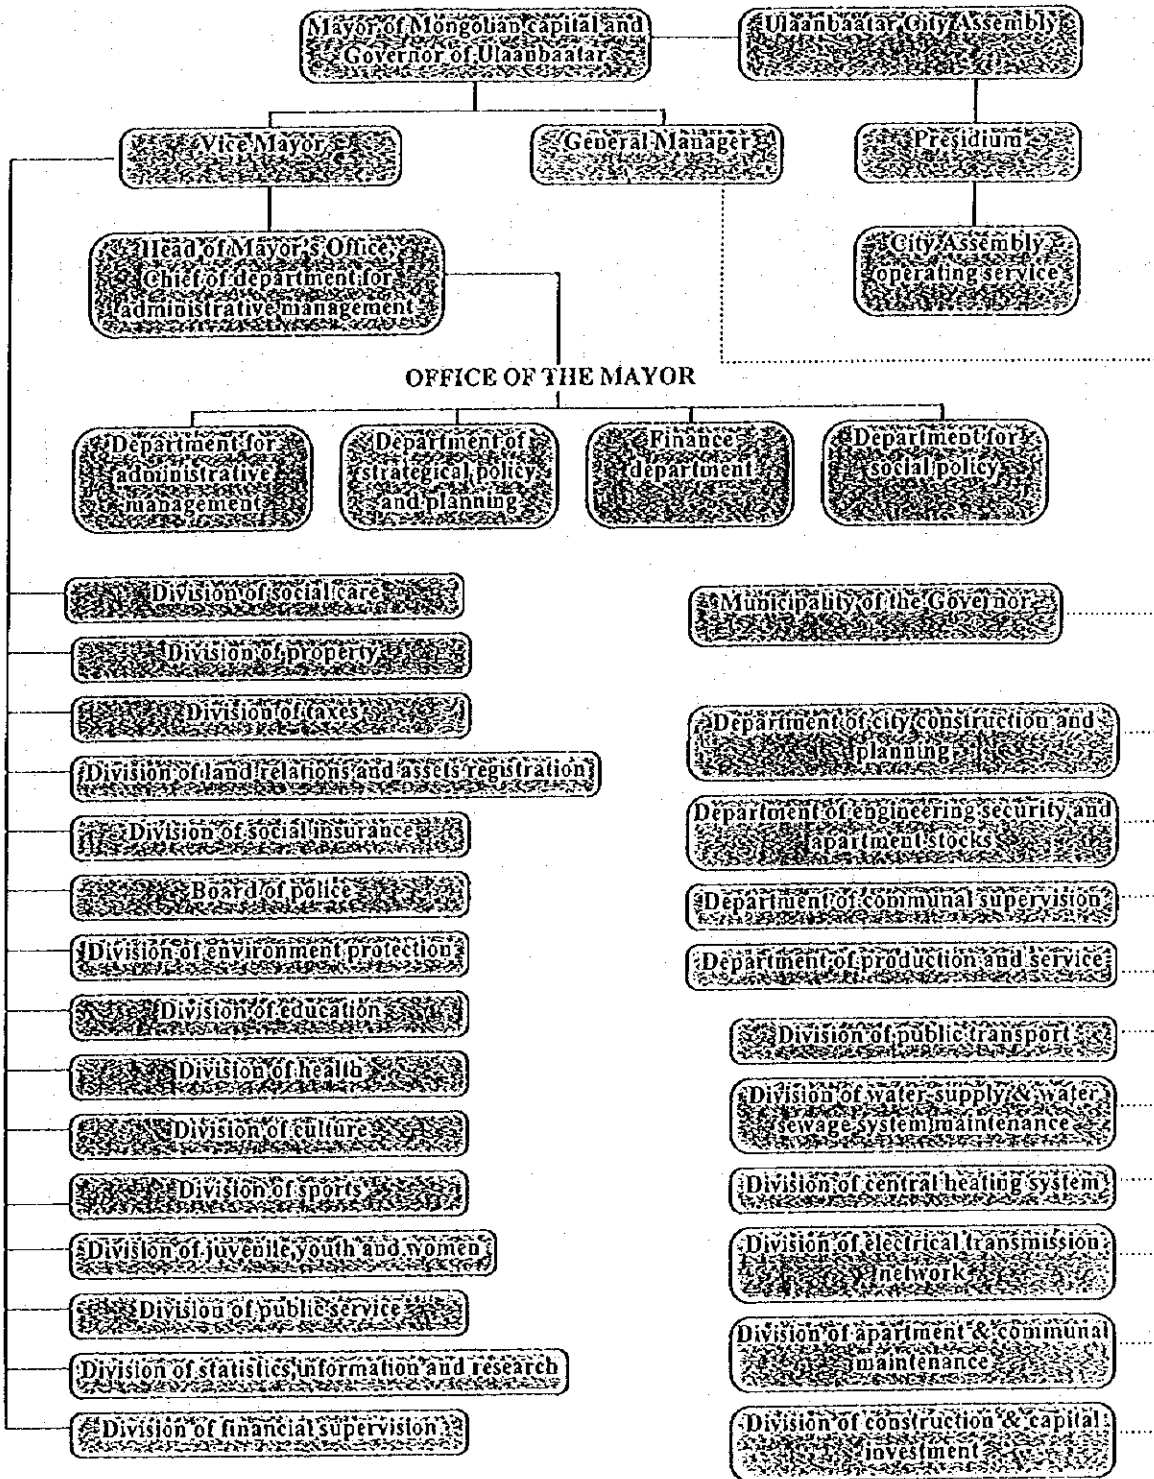 Mayor of Mongolian capital and
Governor of Ulaanbaatar
Ulaanbaatar City Assembly
Vice Mayor
General Manager
Presidium
Head of Mayor's Office,
Chief of department for
administrative management
City Assembly
operating service
OFFICE OF THE MAYOR
Department for
administrative
management
Department of
strategical policy
and planning
Finance
department
Department for
social policy
Division of social care
Division of property
Division of taxes
Division of land relations and assets registration
Division of social insurance
Board of police
Division of environment protection
Division of education
Division of health
Division of culture
Division of sports
Division of juvenile, youth and women
Division of public service
Division of statistics, information and research
Division of financial supervision
Municipality of the Governor
Department of city construction and
planning
Department of engineering security and
apartment stocks
Department of communal supervision
Department of production and service
Division of public transport
Division of water-supply & water
sewage system maintenance
Division of central heating system
Division of electrical transmission
network
Division of apartment & communal
maintenance
Division of construction & capital
investment